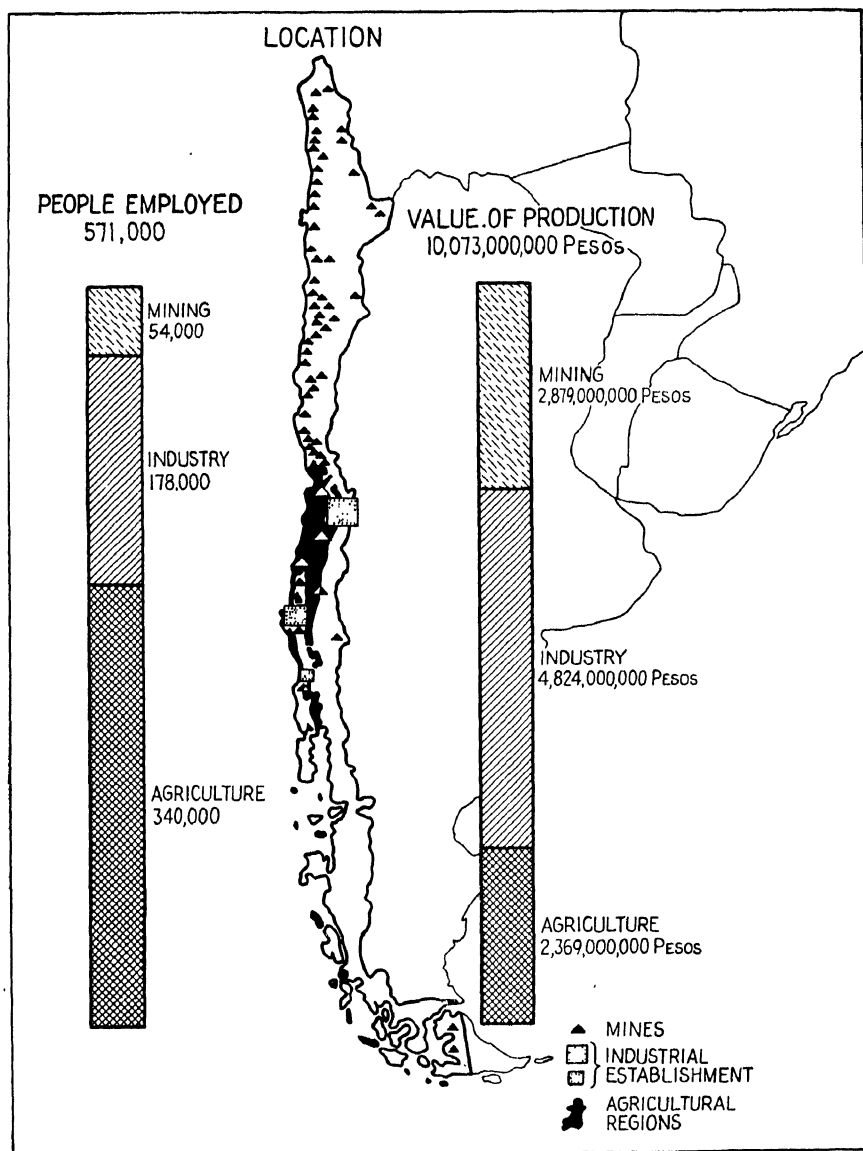 LOCATION
PEOPLE EMPLOYED
571,000
MINING
54,000
INDUSTRY
178.000
AGRICULTURE
340,000
VALUE.OF PRODUCTION
10,073,000,000 PESOS
MINING
2,879,000,000 PESOS
INDUSTRY
4,824,000,000 PESOS
AGRICULTURE
2,369,000,000 PESOS
MINES
INDUSTRIAL
ESTABLISHMENT
AGRICULTURAL
REGIONS